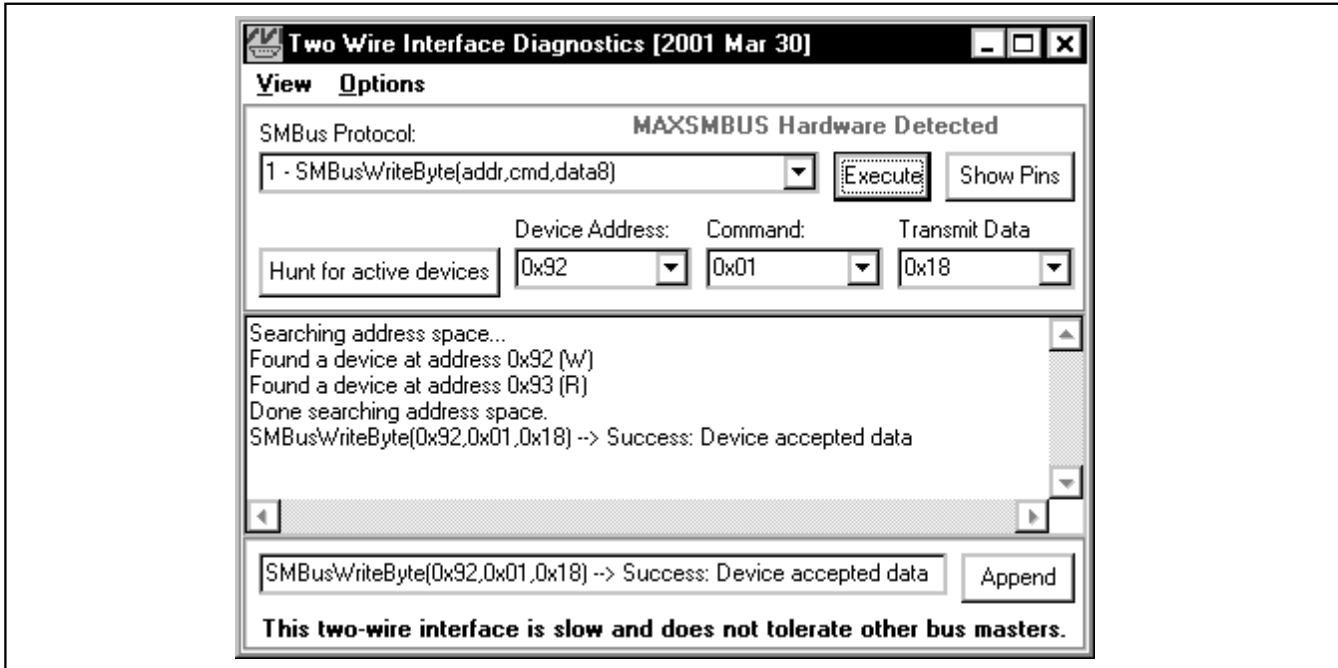 Two Wire Interface Diagnostics [2001 Mar 30]
View Options
SMBus Protocol:
MAXSMBUS Hardware Detected
1 - SMBusWriteByte(addr,cmd,data8)
Execute
Show Pins
Hunt for active devices
Device Address:
Command:
Transmit Data
0x92
0x01
0x18
Searching address space...
Found a device at address 0x92 (W)
Found a device at address 0x93 (R)
Done searching address space.
SMBusWriteByte(0x92,0x01,0x18) --> Success: Device accepted data
SMBusWriteByte(0x92,0x01,0x18) --> Success: Device accepted data
Append
This two-wire interface is slow and does not tolerate other bus masters.